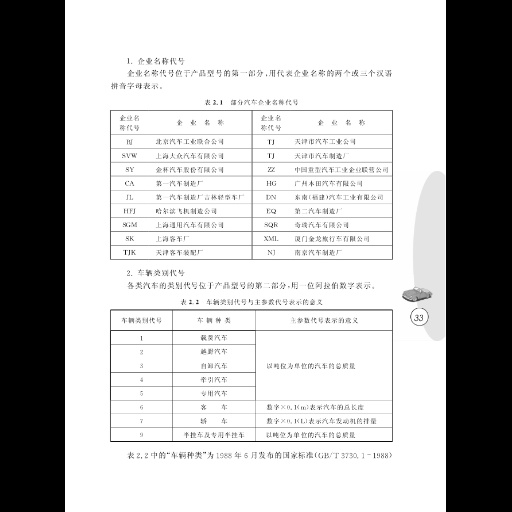 1. 企业名称代号
企业名称代号位于产品型号的第一部分,用代表企业名称的两个或三个汉语
拼音字母表示。
表 2.1 部分汽车企业名称代号
企业名称代号 企 业 名 称 企业名称代号 企 业 名 称
BJ 北京汽车工业联合公司 TJ 天津市汽车工业公司
SVW 上海大众汽车有限公司 TJ 天津市汽车制造厂
SY 金杯汽车股份有限公司 ZZ 中国重型汽车工业企业联营公司
CA 第一汽车制造厂 HG 广州本田汽车有限公司
JL 第一汽车制造厂吉林轻型车厂 DN 东南(福建)汽车工业有限公司
HFJ 哈尔滨飞机制造公司 EQ 第二汽车制造厂
SGM 上海通用汽车有限公司 SQR 奇瑞汽车有限公司
SK 上海客车厂 XML 厦门金龙旅行车有限公司
TJK 天津客车装配厂 NJ 南京汽车制造厂
2. 车辆类别代号
各类汽车的类别代号位于产品型号的第二部分,用一位阿拉伯数字表示。
表 2.2 车辆类别代号与主参数代号表示的意义
车辆类别代号 车 辆 种 类 主参数代号表示的意义
1 载货汽车
2 越野汽车
3 自卸汽车 以吨位为单位的汽车的总质量
4 牵引汽车
5 专用汽车
6 客 车 数字×0.1(m)表示汽车的总长度
7 轿 车 数字×0.1(L)表示汽车发动机的排量
9 半挂车及专用半挂车 以吨位为单位的汽车的总质量
表 2.2 中的“车辆种类”为 1988 年 6 月发布的国家标准(GB/T 3730.1-1988)
33